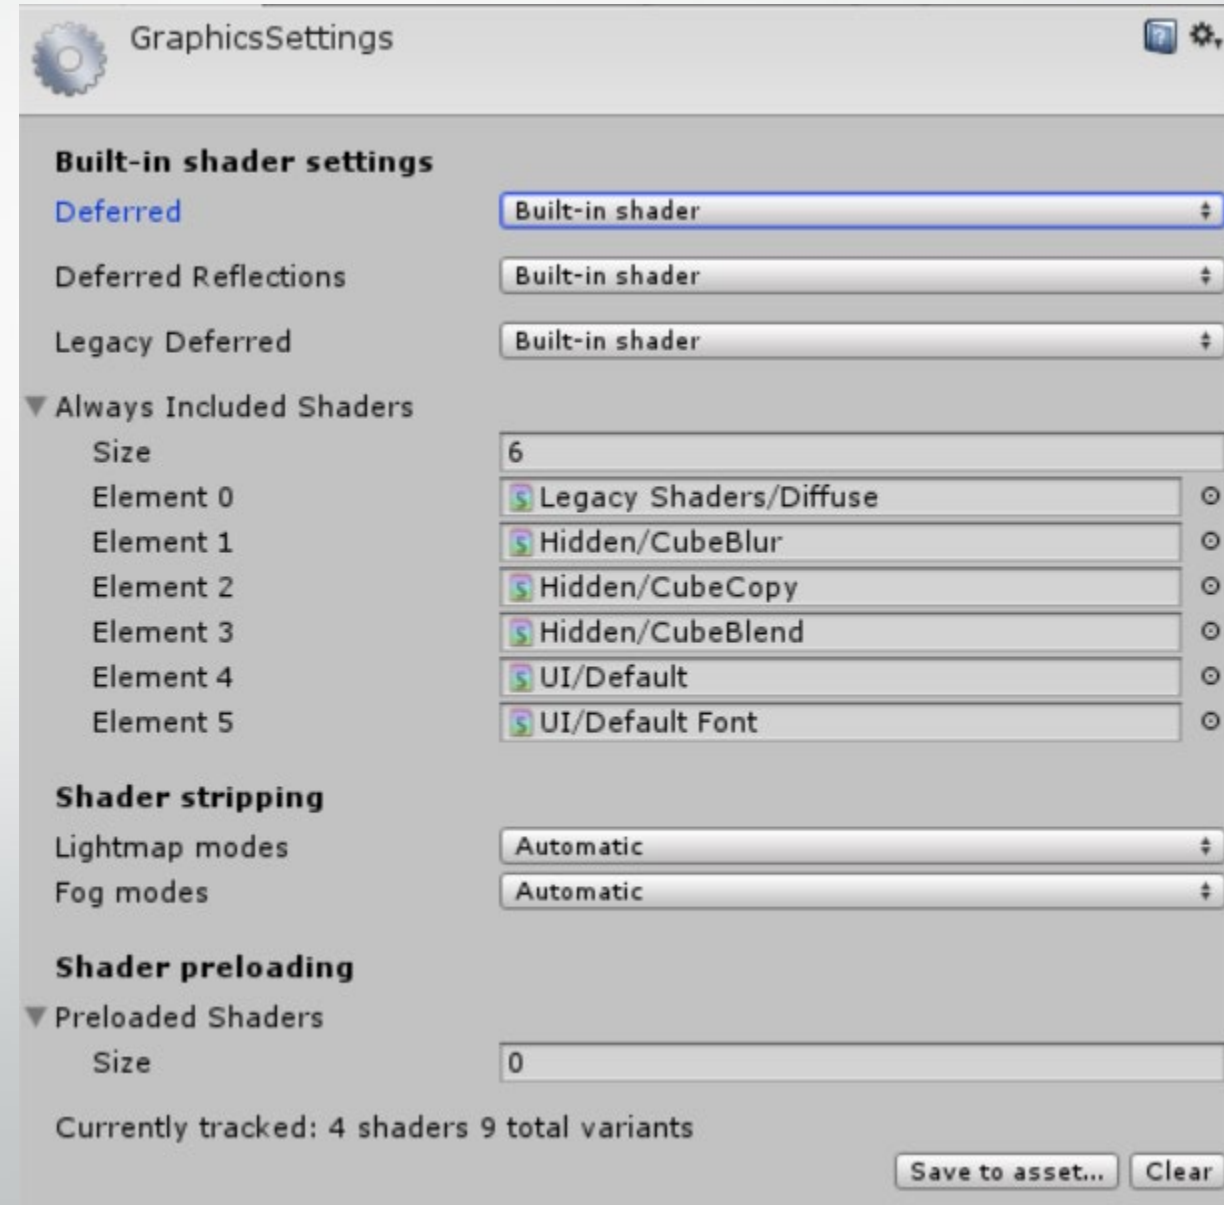 GraphicsSettings
Built-in shader settings
Deferred Built-in shader
Deferred Reflections Built-in shader
Legacy Deferred Built-in shader
Always Included Shaders
Size 6
Element 0 Legacy Shaders/Diffuse
Element 1 Hidden/CubeBlur
Element 2 Hidden/CubeCopy
Element 3 Hidden/CubeBlend
Element 4 UI/Default
Element 5 UI/Default Font
Shader stripping
Lightmap modes Automatic
Fog modes Automatic
Shader preloading
Preloaded Shaders
Size 0
Currently tracked: 4 shaders 9 total variants
Save to asset... Clear